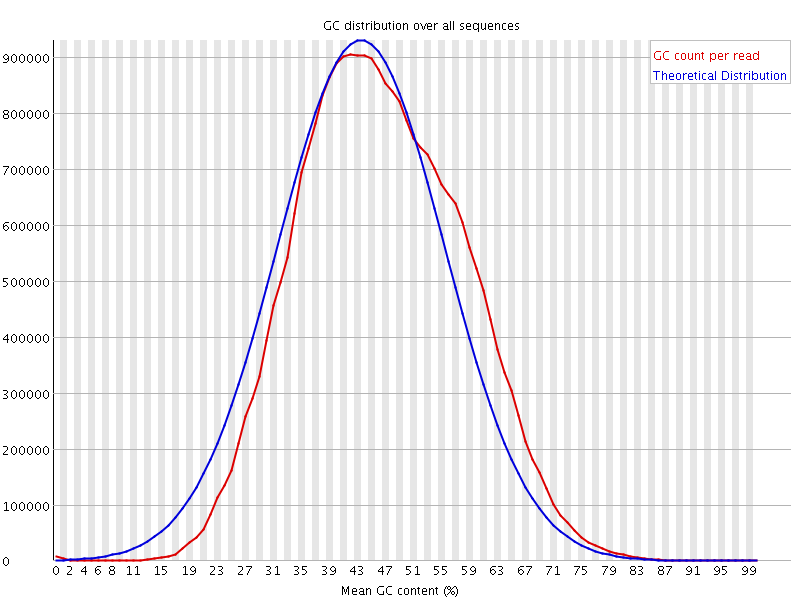 GC distribution over all sequences
GC count per read
Theoretical Distribution
900000
800000
700000
600000
500000
400000
300000
200000
100000
0
0 2 4 6 8 11 15 19 23 27 31 35 39 43 47 51 55 59 63 67 71 75 79 83 87 91 95 99
Mean GC content (%)